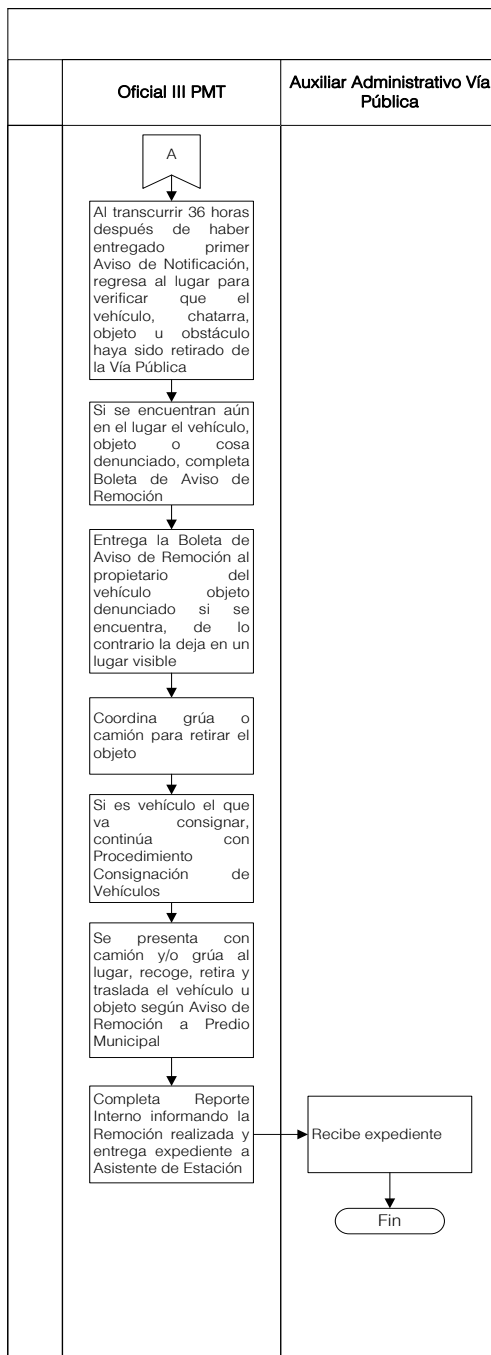 Oficial III PMT
Auxiliar Administrativo Vía
Pública
A
Al transcurrir 36 horas
después de haber
entregado primer
Aviso de Notificación,
regresa al lugar para
verificar que el
vehículo, chatarra,
objeto u obstáculo
haya sido retirado de
la Vía Pública
Si se encuentran aún
en el lugar el vehículo,
objeto o cosa
denunciado, completa
Boleta de Aviso de
Remoción
Entrega la Boleta de
Aviso de Remoción al
propietario del
vehículo objeto
denunciado si se
encuentra, de lo
contrario la deja en un
lugar visible
Coordina grúa o
camión para retirar el
objeto
Si es vehículo el que
va consignar,
continúa con
Procedimiento
Consignación de
Vehículos
Se presenta con
camión y/o grúa al
lugar, recoge, retira y
traslada el vehículo u
objeto según Aviso de
Remoción a Predio
Municipal
Completa Reporte
Interno informando la
Remoción realizada y
entrega expediente a
Asistente de Estación
Recibe expediente
Fin